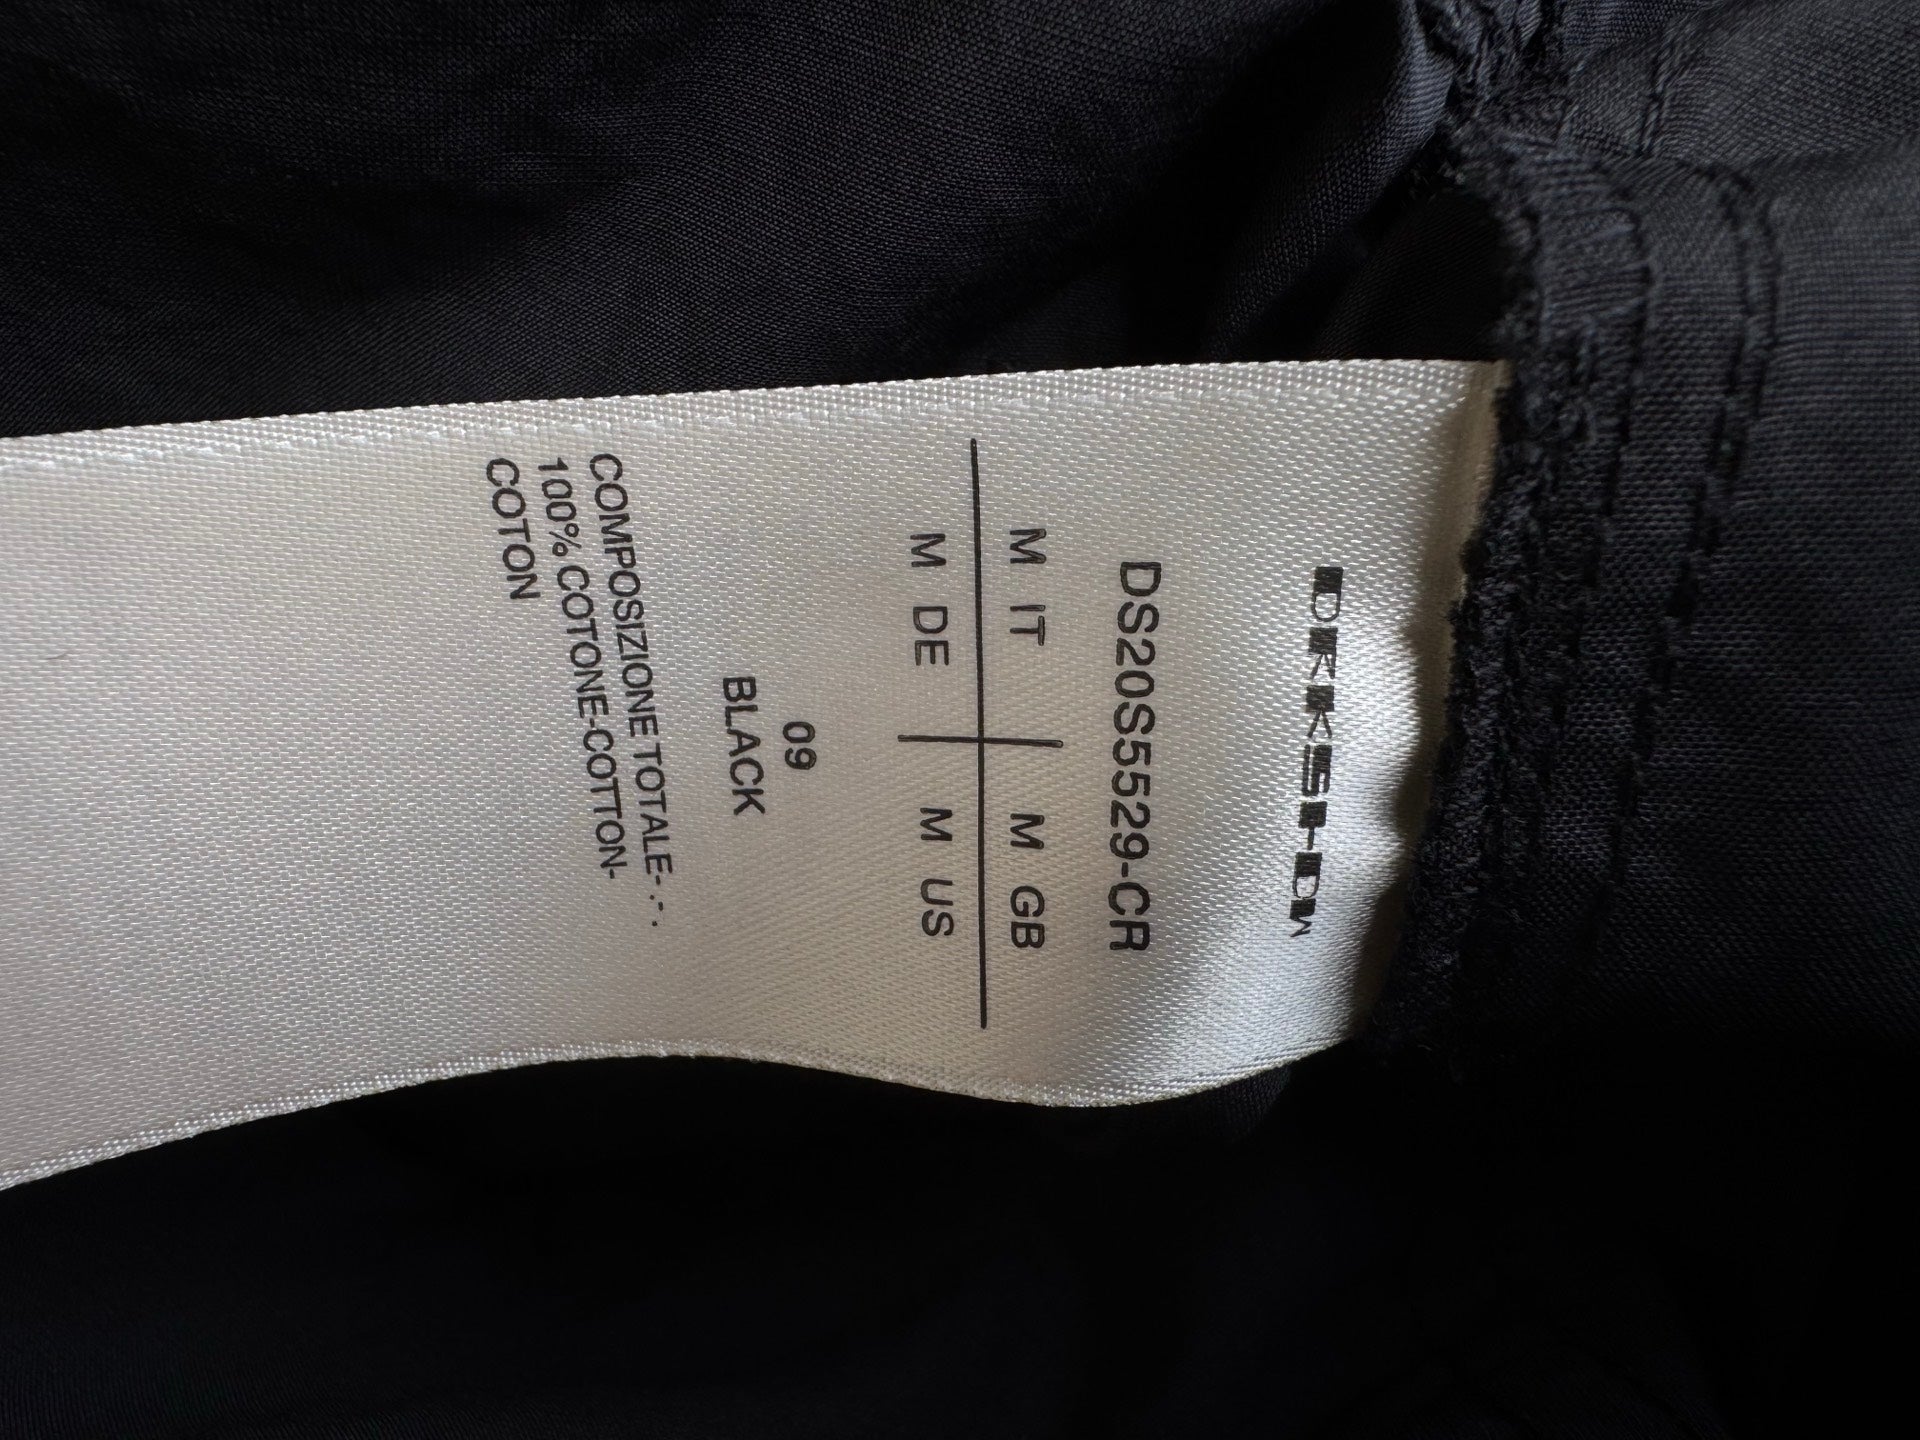 DRKSHDW
DS20S5529-CR
M IT M GB
M DE M US
09
BLACK
COMPOSIZIONE TOTALE-.-.
100% COTONE-COTTON-
COTON